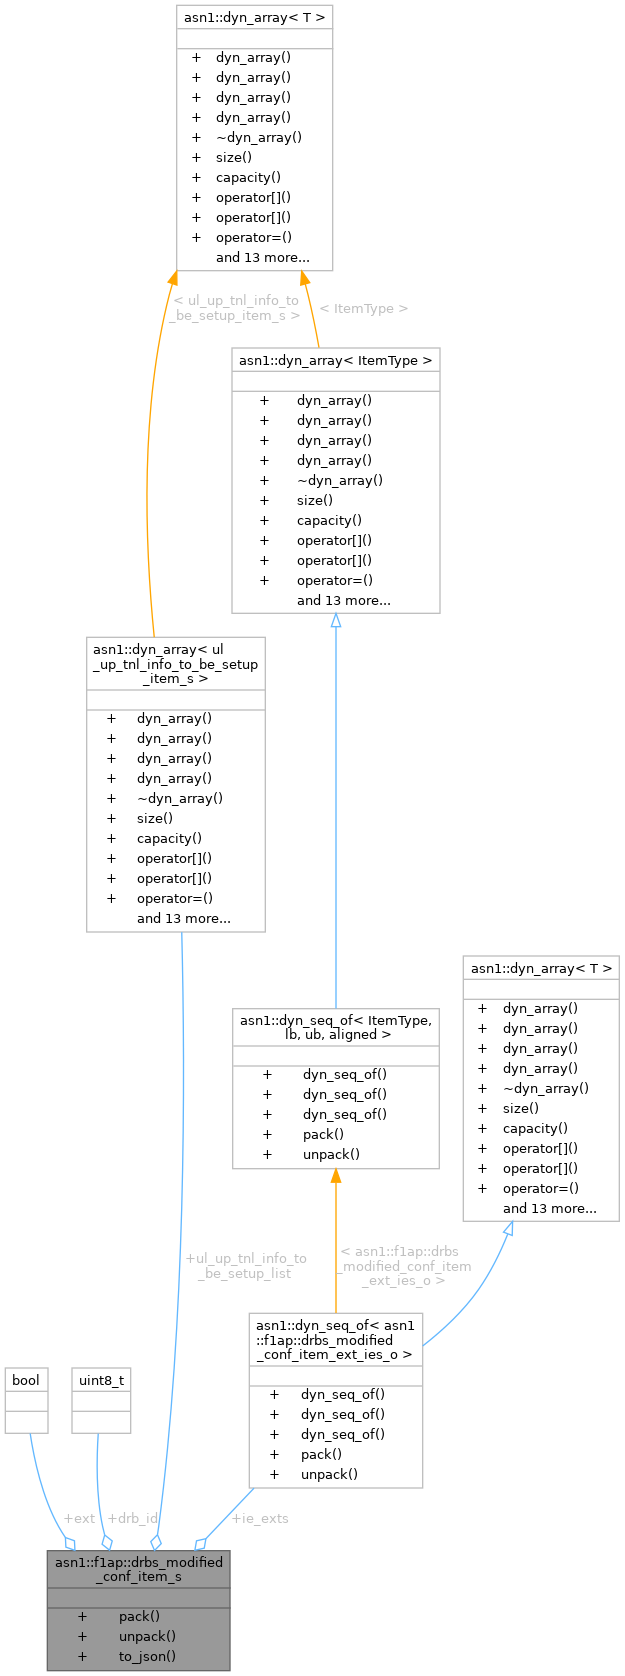 asn1::dyn_array< T >
+ dyn_array()
+ dyn_array()
+ dyn_array()
+ dyn_array()
+ ~dyn_array()
+ size()
+ capacity()
+ operator[]()
+ operator[]()
+ operator=()
and 13 more...
< ul_up_tnl_info_to
_be_setup_item_s >
< ItemType >
asn1::dyn_array< ItemType >
+ dyn_array()
+ dyn_array()
+ dyn_array()
+ dyn_array()
+ ~dyn_array()
+ size()
+ capacity()
+ operator[]()
+ operator[]()
+ operator=()
and 13 more...
asn1::dyn_array< ul
_up_tnl_info_to_be_setup
_item_s >
+ dyn_array()
+ dyn_array()
+ dyn_array()
+ dyn_array()
+ ~dyn_array()
+ size()
+ capacity()
+ operator[]()
+ operator[]()
+ operator=()
and 13 more...
asn1::dyn_array< T >
+ dyn_array()
+ dyn_array()
+ dyn_array()
+ dyn_array()
+ ~dyn_array()
+ size()
+ capacity()
+ operator[]()
+ operator[]()
+ operator=()
and 13 more...
asn1::dyn_seq_of< ItemType,
lb, ub, aligned >
+ dyn_seq_of()
+ dyn_seq_of()
+ dyn_seq_of()
+ pack()
+ unpack()
+ul_up_tnl_info_to
_be_setup_list
< asn1::f1ap::drbs
_modified_conf_item
_ext_ies_o >
asn1::dyn_seq_of< asn1
::f1ap::drbs_modified
_conf_item_ext_ies_o >
+ dyn_seq_of()
+ dyn_seq_of()
+ dyn_seq_of()
+ pack()
+ unpack()
bool
uint8_t
+ext
+drb_id
+ie_exts
asn1::f1ap::drbs_modified
_conf_item_s
+ pack()
+ unpack()
+ to_json()